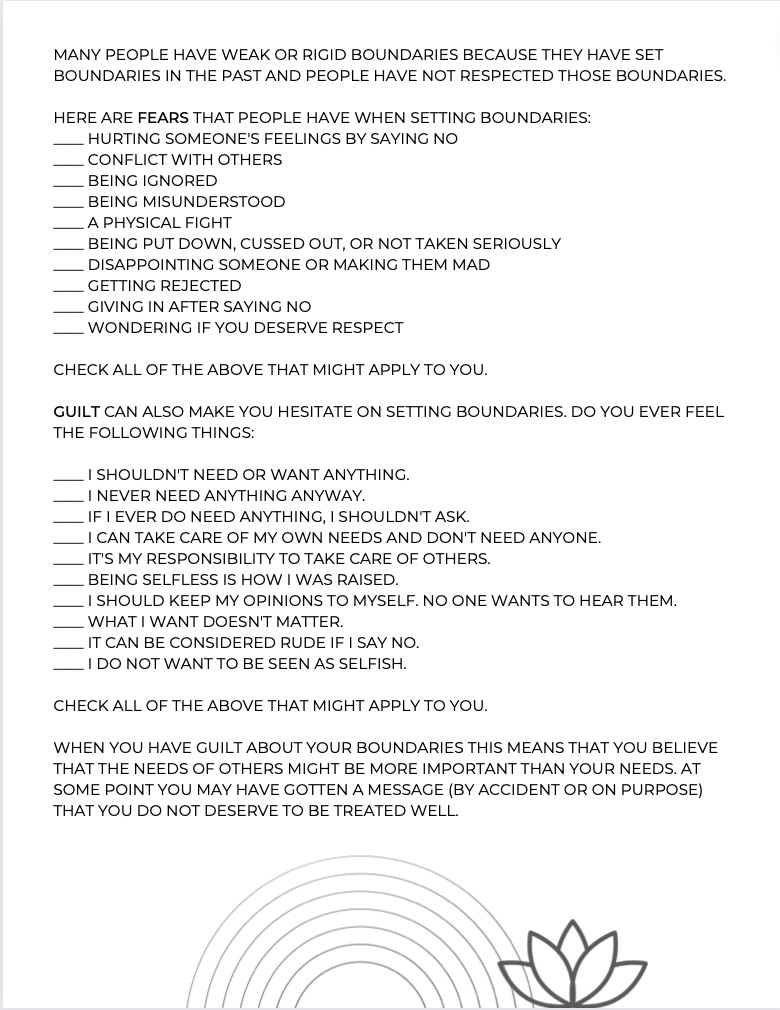 MANY PEOPLE HAVE WEAK OR RIGID BOUNDARIES BECAUSE THEY HAVE SET
BOUNDARIES IN THE PAST AND PEOPLE HAVE NOT RESPECTED THOSE BOUNDARIES.
HERE ARE FEARS THAT PEOPLE HAVE WHEN SETTING BOUNDARIES:
____ HURTING SOMEONE'S FEELINGS BY SAYING NO
____ CONFLICT WITH OTHERS
____ BEING IGNORED
____ BEING MISUNDERSTOOD
____ A PHYSICAL FIGHT
____ BEING PUT DOWN, CUSSED OUT, OR NOT TAKEN SERIOUSLY
____ DISAPPOINTING SOMEONE OR MAKING THEM MAD
____ GETTING REJECTED
____ GIVING IN AFTER SAYING NO
____ WONDERING IF YOU DESERVE RESPECT
CHECK ALL OF THE ABOVE THAT MIGHT APPLY TO YOU.
GUILT CAN ALSO MAKE YOU HESITATE ON SETTING BOUNDARIES. DO YOU EVER FEEL
THE FOLLOWING THINGS:
____ I SHOULDN'T NEED OR WANT ANYTHING.
____ I NEVER NEED ANYTHING ANYWAY.
____ IF I EVER DO NEED ANYTHING, I SHOULDN'T ASK.
____ I CAN TAKE CARE OF MY OWN NEEDS AND DON'T NEED ANYONE.
____ IT'S MY RESPONSIBILITY TO TAKE CARE OF OTHERS.
____ BEING SELFLESS IS HOW I WAS RAISED.
____ I SHOULD KEEP MY OPINIONS TO MYSELF. NO ONE WANTS TO HEAR THEM.
____ WHAT I WANT DOESN'T MATTER.
____ IT CAN BE CONSIDERED RUDE IF I SAY NO.
____ I DO NOT WANT TO BE SEEN AS SELFISH.
CHECK ALL OF THE ABOVE THAT MIGHT APPLY TO YOU.
WHEN YOU HAVE GUILT ABOUT YOUR BOUNDARIES THIS MEANS THAT YOU BELIEVE
THAT THE NEEDS OF OTHERS MIGHT BE MORE IMPORTANT THAN YOUR NEEDS. AT
SOME POINT YOU MAY HAVE GOTTEN A MESSAGE (BY ACCIDENT OR ON PURPOSE)
THAT YOU DO NOT DESERVE TO BE TREATED WELL.